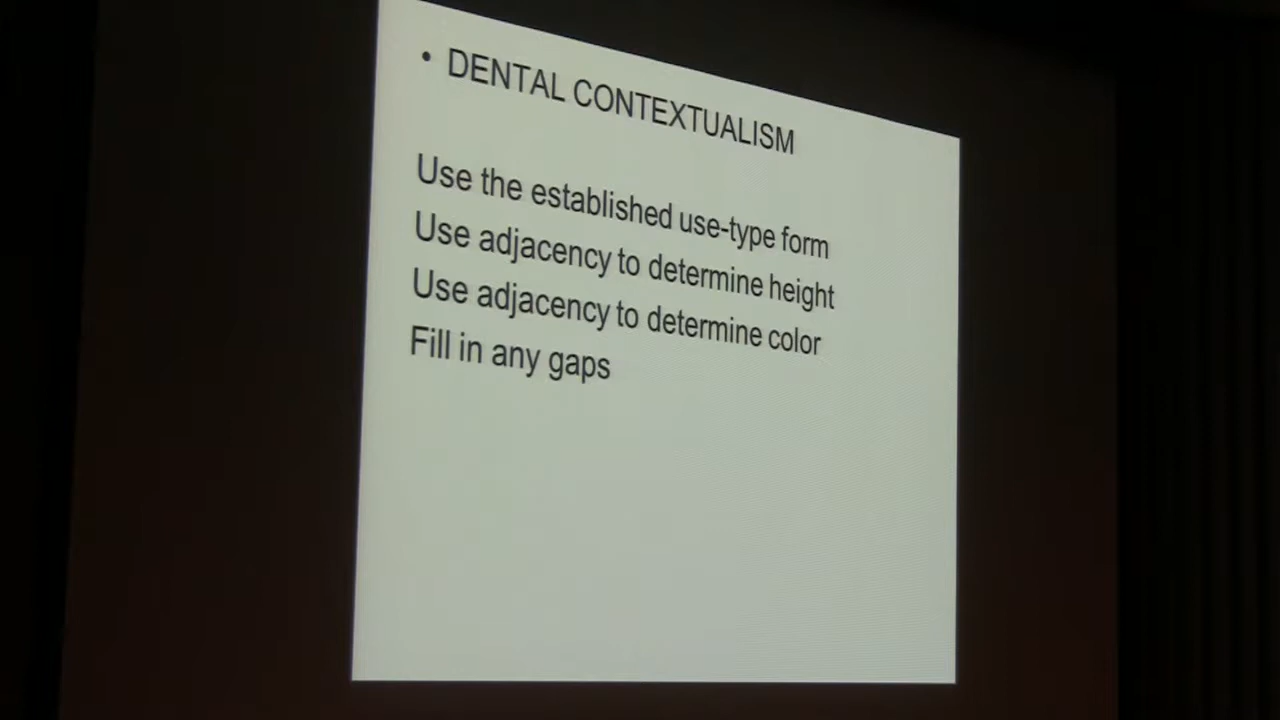 • DENTAL CONTEXTUALISM
Use the established use-type form
Use adjacency to determine height
Use adjacency to determine color
Fill in any gaps